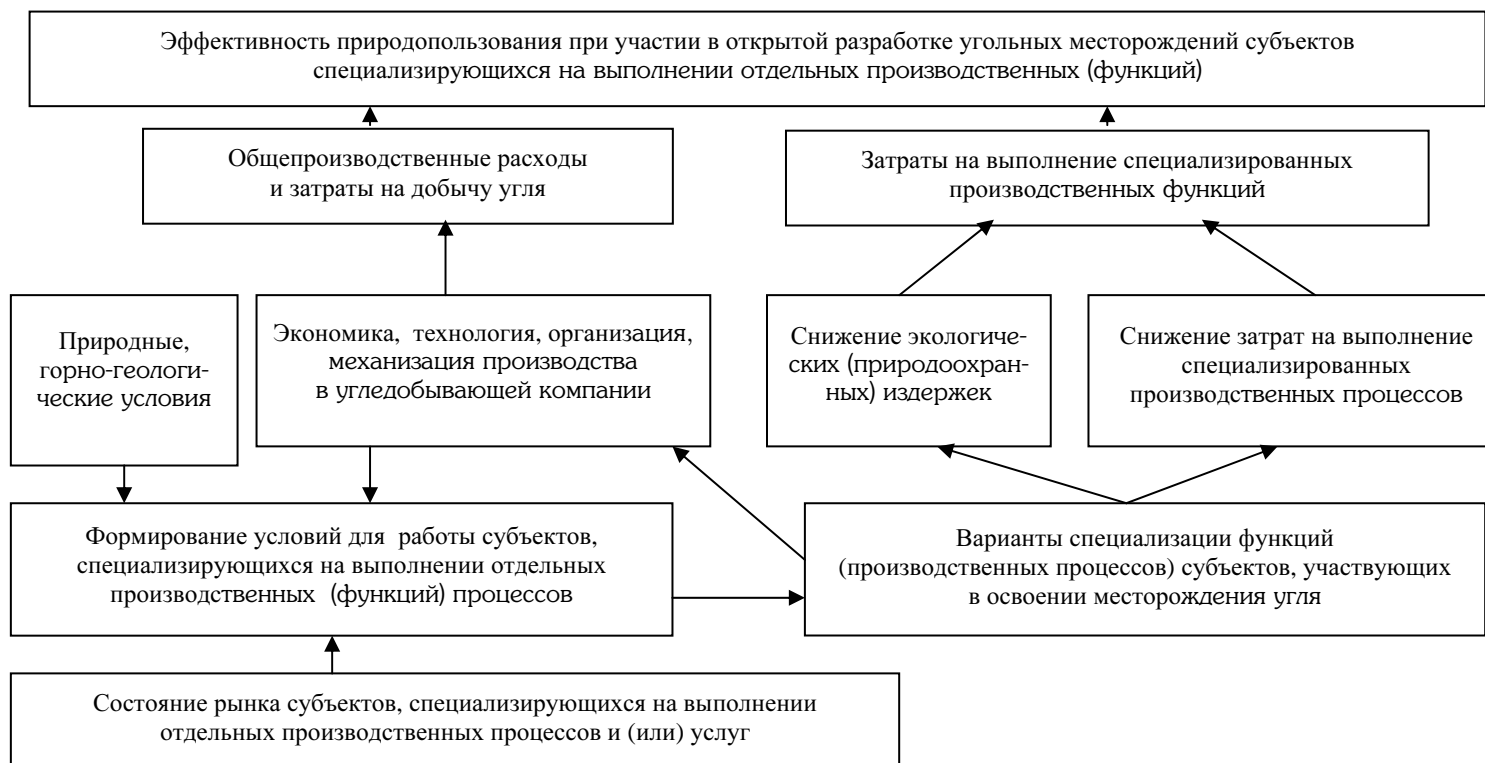 Эффективность природопользования при участии в открытой разработке угольных месторождений субъектов
специализирующихся на выполнении отдельных производственных (функций)
Общепроизводственные расходы
и затраты на добычу угля
Затраты на выполнение специализированных
производственных функций
Природные,
горно-геологи-
ческие условия
Экономика, технология, организация,
механизация производства
в угледобывающей компании
Снижение экологиче-
ских (природоохран-
ных) издержек
Снижение затрат на выполнение
специализированных
производственных процессов
Формирование условий для работы субъектов,
специализирующихся на выполнении отдельных
производственных (функций) процессов
Варианты специализации функций
(производственных процессов) субъектов, участвующих
в освоении месторождения угля
Состояние рынка субъектов, специализирующихся на выполнении
отдельных производственных процессов и (или) услуг